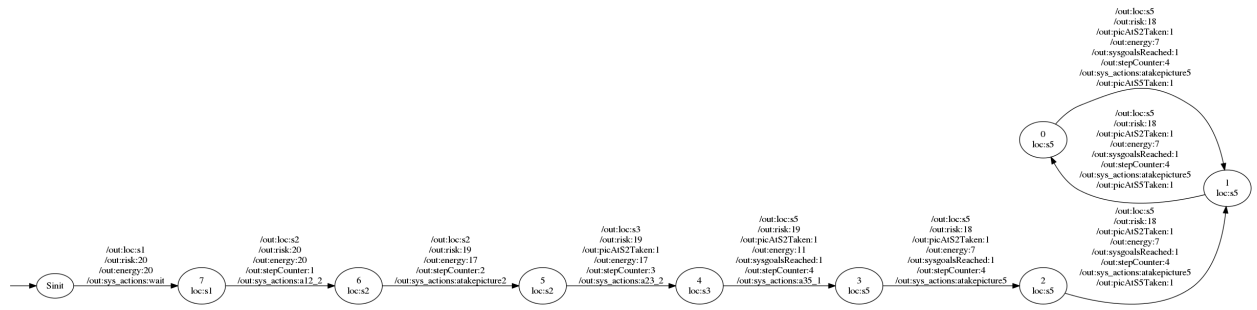 /out:loc:s5
/out:risk:18
/out:picAtS2Taken:1
/out:energy:7
/out:sysgoalsReached:1
/out:stepCounter:4
/out:sys_actions:atakepicture5
/out:picAtS5Taken:1
0
loc:s5
/out:loc:s5
/out:risk:18
/out:picAtS2Taken:1
/out:energy:7
/out:sysgoalsReached:1
/out:stepCounter:4
/out:sys_actions:atakepicture5
/out:picAtS5Taken:1
1
loc:s5
Sinit
/out:loc:s1
/out:risk:20
/out:energy:20
/out:sys_actions:wait
7
loc:s1
/out:loc:s2
/out:risk:20
/out:energy:20
/out:stepCounter:1
/out:sys_actions:a12_2
6
loc:s2
/out:loc:s2
/out:risk:19
/out:energy:17
/out:stepCounter:2
/out:sys_actions:atakepicture2
5
loc:s2
/out:loc:s3
/out:risk:19
/out:picAtS2Taken:1
/out:energy:17
/out:stepCounter:3
/out:sys_actions:a23_2
4
loc:s3
/out:loc:s5
/out:risk:19
/out:picAtS2Taken:1
/out:energy:11
/out:sysgoalsReached:1
/out:stepCounter:4
/out:sys_actions:a35_1
3
loc:s5
/out:loc:s5
/out:risk:18
/out:picAtS2Taken:1
/out:energy:7
/out:sysgoalsReached:1
/out:stepCounter:4
/out:sys_actions:atakepicture5
2
loc:s5
/out:loc:s5
/out:risk:18
/out:picAtS2Taken:1
/out:energy:7
/out:sysgoalsReached:1
/out:stepCounter:4
/out:sys_actions:atakepicture5
/out:picAtS5Taken:1